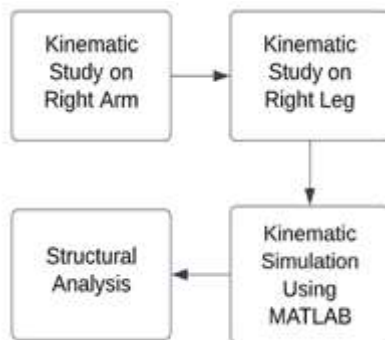 Kinematic
Study on
Right Arm
Kinematic
Study on
Right Leg
Kinematic
Simulation
Using
MATLAB
Structural
Analysis